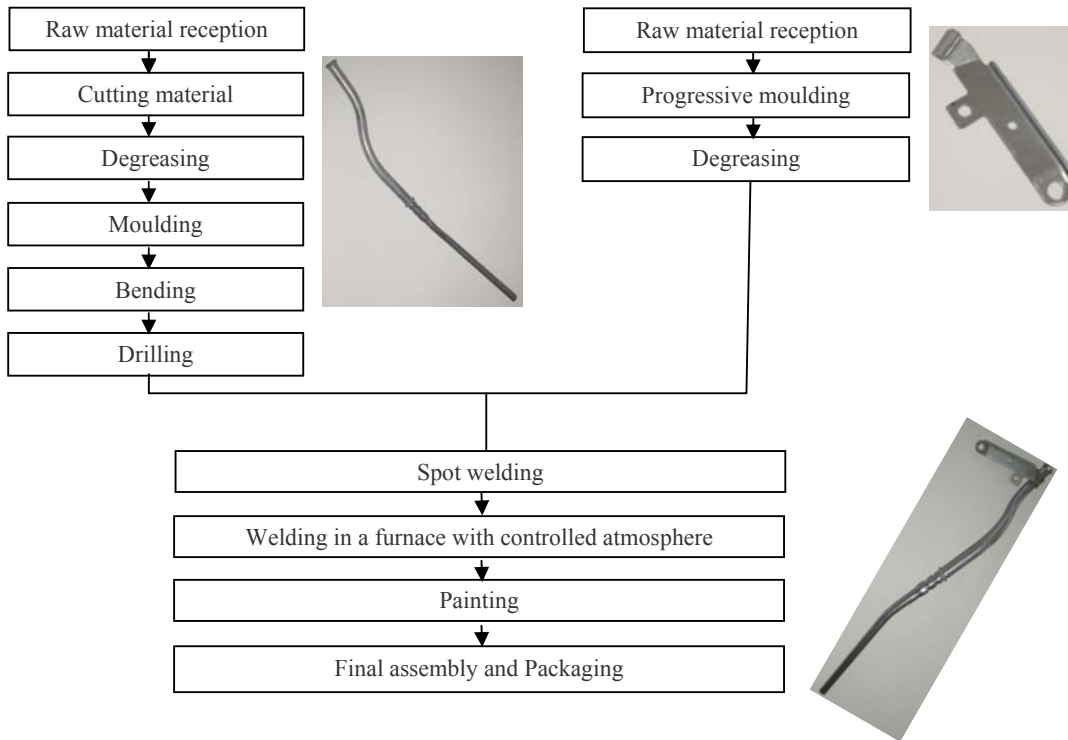 Raw material reception
Cutting material
Degreasing
Moulding
Bending
Drilling
Raw material reception
Progressive moulding
Degreasing
Spot welding
Welding in a furnace with controlled atmosphere
Painting
Final assembly and Packaging